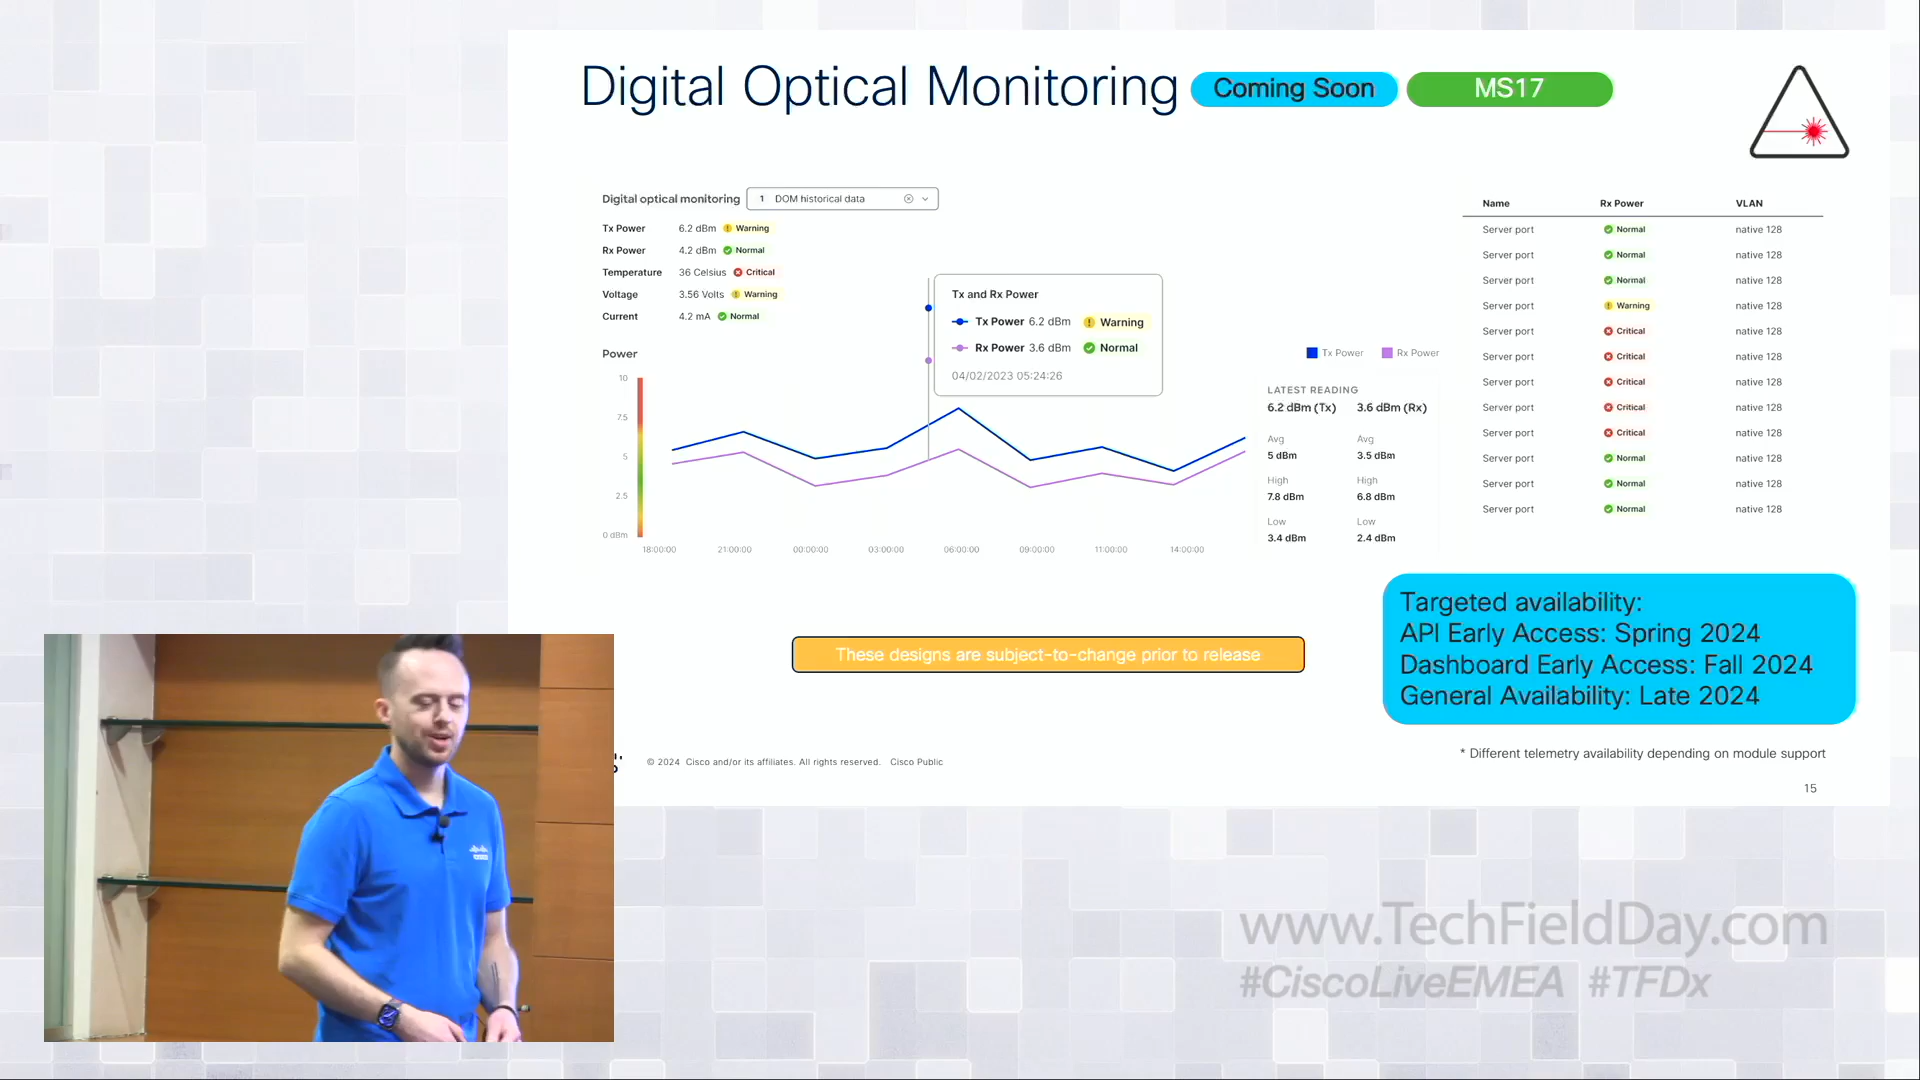 Digital Optical Monitoring
Coming Soon
MS17
Digital optical monitoring
1 DOM historical data
Tx Power 6.2 dBm Warning
Rx Power 4.2 dBm Normal
Temperature 36 Celsius Critical
Voltage 3.56 Volts Warning
Current 4.2 mA Normal
Tx and Rx Power
Tx Power 6.2 dBm Warning
Rx Power 3.6 dBm Normal
04/02/2023 05:24:26
Power
10
7.5
5
2.5
0 dBm
18:00:00 21:00:00 00:00:00 03:00:00 06:00:00 09:00:00 11:00:00 14:00:00
Tx Power Rx Power
LATEST READING
6.2 dBm (Tx) 3.6 dBm (Rx)
Avg Avg
5 dBm 3.5 dBm
High High
7.8 dBm 6.8 dBm
Low Low
3.4 dBm 2.4 dBm
Name Rx Power VLAN
Server port Normal native 128
Server port Normal native 128
Server port Normal native 128
Server port Warning native 128
Server port Critical native 128
Server port Critical native 128
Server port Critical native 128
Server port Critical native 128
Server port Critical native 128
Server port Normal native 128
Server port Normal native 128
Server port Normal native 128
Targeted availability:
API Early Access: Spring 2024
Dashboard Early Access: Fall 2024
General Availability: Late 2024
These designs are subject-to-change prior to release
* Different telemetry availability depending on module support
© 2024 Cisco and/or its affiliates. All rights reserved. Cisco Public
15
www.TechFieldDay.com
#CiscoLiveEMEA #TFDx